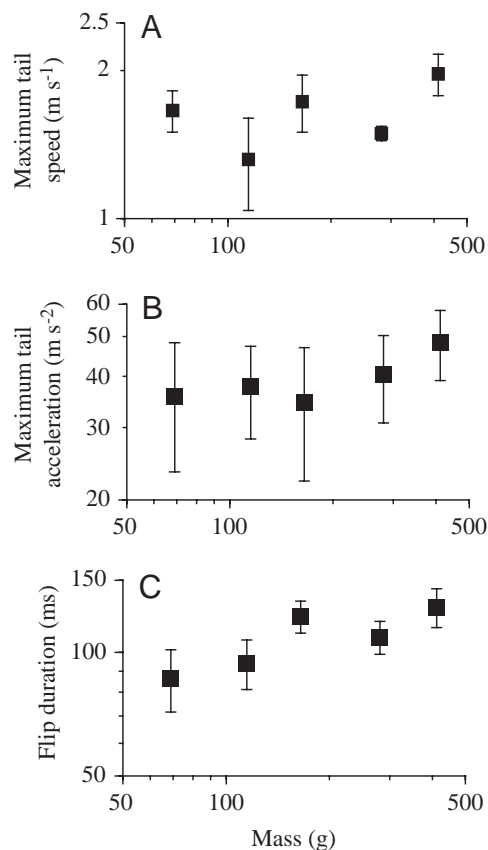 A
Maximum tail
speed (m s-1)
2.5
2
1
50
100
500
B
Maximum tail
acceleration (m s-2)
60
50
40
30
20
50
100
500
C
Flip duration (ms)
150
100
50
50
100
500
Mass (g)